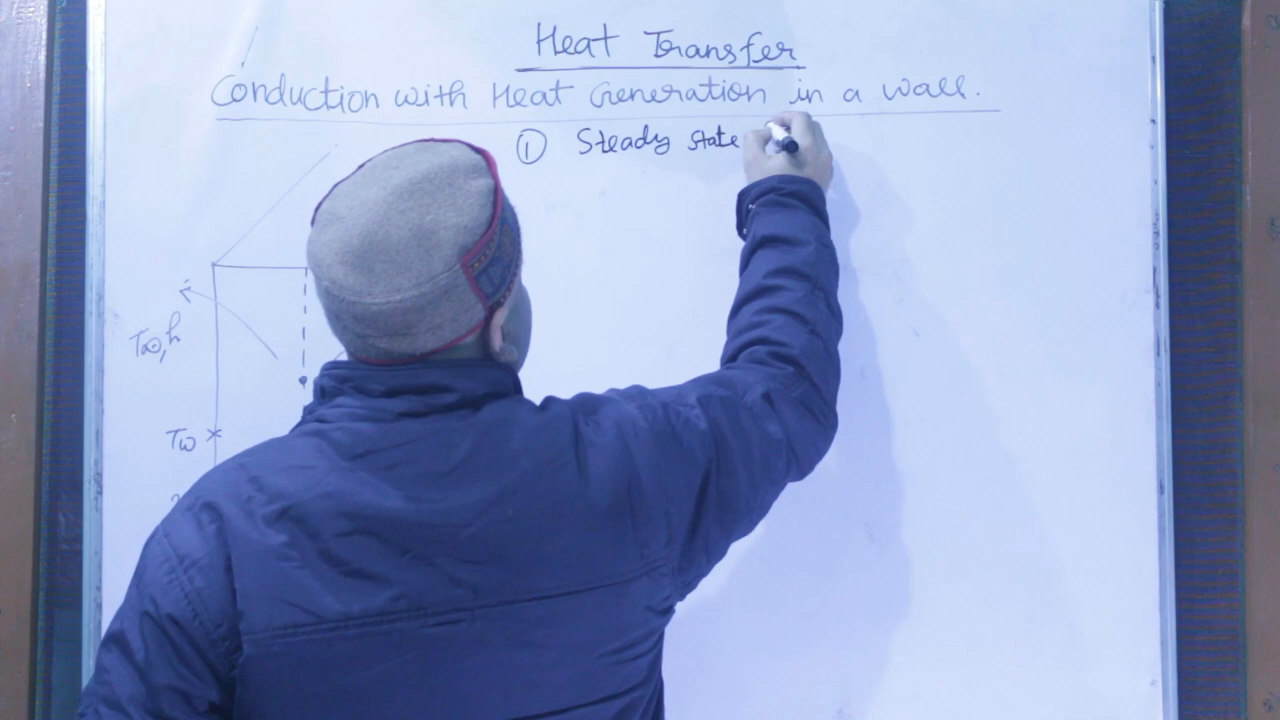 Heat Transfer
Conduction with Heat Generation in a wall.
① Steady state
T∞, h
Tw